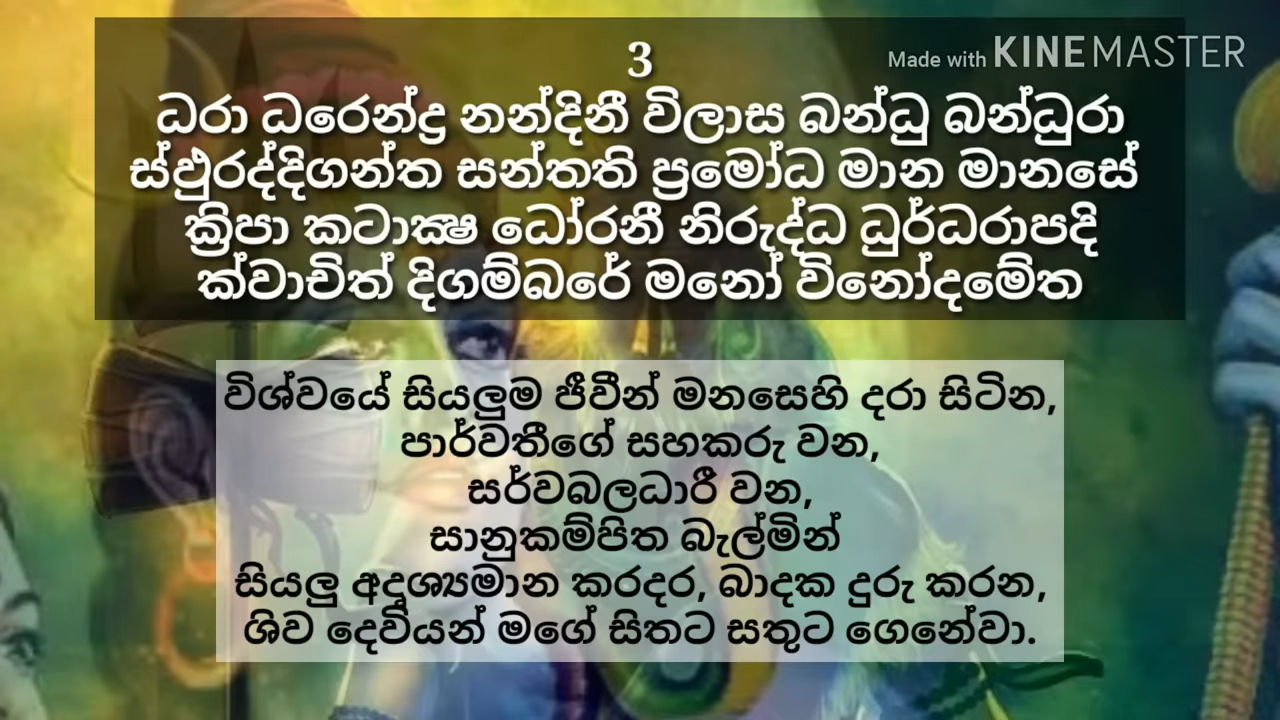 Made with KINEMASTER
3
ධරා ධරෙන්ද්‍ර නන්දිනී විලාස බන්ධු බන්ධුරා
ස්ඵුරද්දිගන්ත සන්තති ප්‍රමෝධ මාන මානසේ
ක්‍රිපා කටාක්‍ෂ ධෝරනී නිරුද්ධ ධුර්ධරාපදි
ක්වාචිත් දිගම්බරේ මනෝ විනෝදමේත
විශ්වයේ සියලුම ජීවීන් මනසෙහි දරා සිටින,
පාර්වතීගේ සහකරු වන,
සර්වබලධාරී වන,
සානුකම්පිත බැල්මින්
සියලු අදෘශ්‍යමාන කරදර, බාදක දුරු කරන,
ශිව දෙවියන් මගේ සිතට සතුට ගෙනේවා.